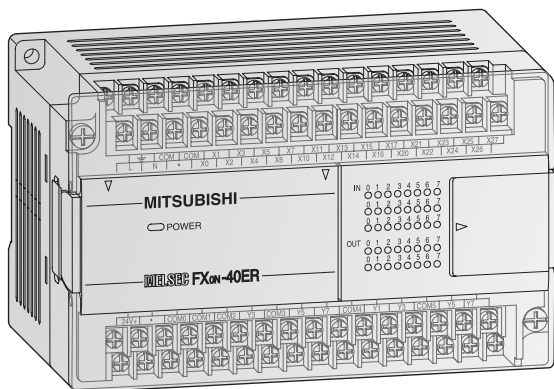 COM COM X1 X3 X5 X7 X11 X13 X15 X17 X21 X23 X25 X27
L N * X0 X2 X4 X6 X10 X12 X14 X16 X20 X22 X24 X26
MITSUBISHI
POWER
IN 0 1 2 3 4 5 6 7
0 1 2 3 4 5 6 7
0 1 2 3 4 5 6 7
OUT 0 1 2 3 4 5 6 7
0 1 2 3 4 5 6 7
MELSEC FX0N-40ER
24V+ * COM0 COM1 COM2 Y3 COM3 Y5 Y7 COM4 Y1 Y3 COM5 Y5 Y7